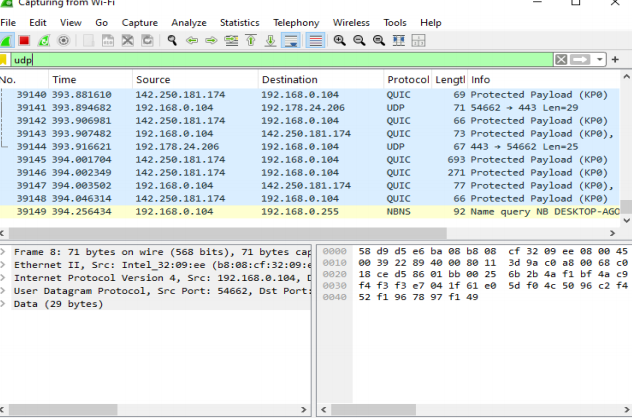 Capturing from Wi-Fi
File Edit View Go Capture Analyze Statistics Telephony Wireless Tools Help
udp
No. Time Source Destination Protocol Lengtl Info
39140 393.881610 142.250.181.174 192.168.0.104 QUIC 69 Protected Payload (KP0)
39141 393.894682 192.168.0.104 192.178.24.206 UDP 71 54662 → 443 Len=29
39142 393.906981 142.250.181.174 192.168.0.104 QUIC 66 Protected Payload (KP0)
39143 393.907482 192.168.0.104 142.250.181.174 QUIC 73 Protected Payload (KP0),
39144 393.916621 192.178.24.206 192.168.0.104 UDP 67 443 → 54662 Len=25
39145 394.001704 142.250.181.174 192.168.0.104 QUIC 693 Protected Payload (KP0)
39146 394.002349 142.250.181.174 192.168.0.104 QUIC 271 Protected Payload (KP0)
39147 394.003502 192.168.0.104 142.250.181.174 QUIC 77 Protected Payload (KP0),
39148 394.046314 142.250.181.174 192.168.0.104 QUIC 66 Protected Payload (KP0)
39149 394.256434 192.168.0.104 192.168.0.255 NBNS 92 Name query NB DESKTOP-AGO
Frame 8: 71 bytes on wire (568 bits), 71 bytes cap
Ethernet II, Src: Intel_32:09:ee (b8:08:cf:32:09:e
Internet Protocol Version 4, Src: 192.168.0.104, D
User Datagram Protocol, Src Port: 54662, Dst Port:
Data (29 bytes)
0000 58 d9 d5 e6 ba 08 b8 08 cf 32 09 ee 08 00 45
0010 00 39 22 89 40 00 80 11 3d 9a c0 a8 00 68 c0
0020 18 ce d5 86 01 bb 00 25 6b 2b 4a f1 bf 4a c9
0030 f4 f3 f3 e7 04 1f 61 e0 5d f0 4c 50 96 c2 f4
0040 52 f1 96 78 97 f1 49